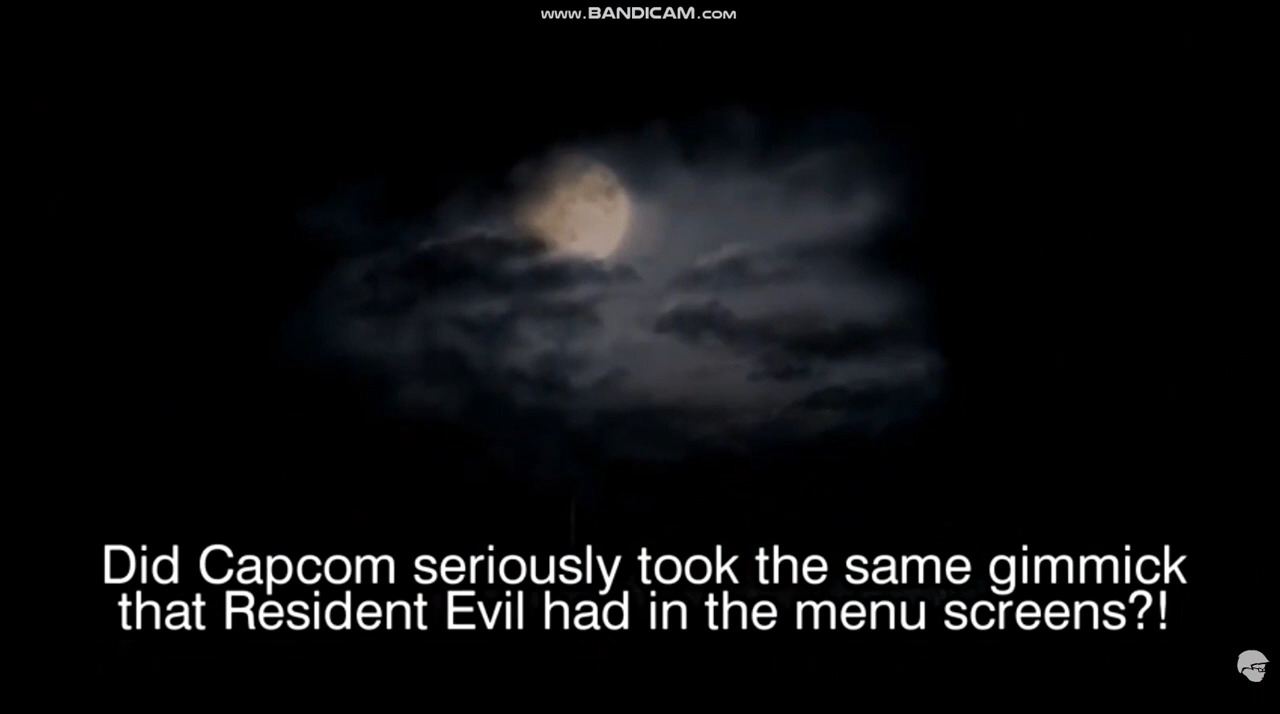 www.BANDICAM.com
Did Capcom seriously took the same gimmick
that Resident Evil had in the menu screens?!